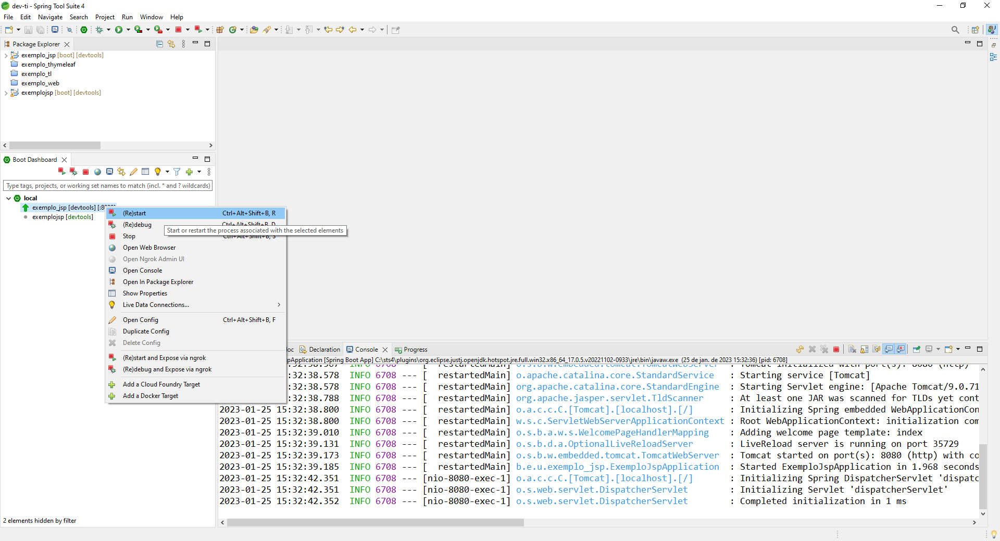 dev-ti - Spring Tool Suite 4
File Edit Navigate Search Project Run Window Help
Package Explorer
exemplo_jsp [boot] [devtools]
exemplo_thymeleaf
exemplo_tl
exemplo_web
exemplojsp [boot] [devtools]
Boot Dashboard
Type tags, projects, or working set names to match (incl. * and ? wildcards)
local
exemplo_jsp [devtools] [:8080]
exemplojsp [devtools]
2 elements hidden by filter
(Re)start Ctrl+Alt+Shift+B, R
(Re)debug Ctrl+Alt+Shift+B, D
Start or restart the process associated with the selected elements
Stop Ctrl+Alt+Shift+B, S
Open Web Browser
Open Ngrok Admin UI
Open Console
Open In Package Explorer
Show Properties
Live Data Connections...
Open Config Ctrl+Alt+Shift+B, F
Duplicate Config
Delete Config
(Re)start and Expose via ngrok
(Re)debug and Expose via ngrok
Add a Cloud Foundry Target
Add a Docker Target
oc Declaration Console Progress
pApplication [Spring Boot App] C:\sts4\plugins\org.eclipse.justj.openjdk.hotspot.jre.full.win32.x86_64_17.0.5.v20221102-0933\jre\bin\javaw.exe (25 de jan. de 2023 15:32:36) [pid: 6708]
:32:38.567 INFO 6708 --- [ restartedMain] o.s.b.w.embedded.tomcat.TomcatWebServer : Tomcat initialized with port(s): 8080 (http)
:32:38.578 INFO 6708 --- [ restartedMain] o.apache.catalina.core.StandardService : Starting service [Tomcat]
:32:38.578 INFO 6708 --- [ restartedMain] org.apache.catalina.core.StandardEngine : Starting Servlet engine: [Apache Tomcat/9.0.71
:32:38.788 INFO 6708 --- [ restartedMain] org.apache.jasper.servlet.TldScanner : At least one JAR was scanned for TLDs yet cont
2023-01-25 15:32:38.800 INFO 6708 --- [ restartedMain] o.a.c.c.C.[Tomcat].[localhost].[/] : Initializing Spring embedded WebApplicationCon
2023-01-25 15:32:38.800 INFO 6708 --- [ restartedMain] w.s.c.ServletWebServerApplicationContext : Root WebApplicationContext: initialization com
2023-01-25 15:32:39.010 INFO 6708 --- [ restartedMain] o.s.b.a.w.s.WelcomePageHandlerMapping : Adding welcome page template: index
2023-01-25 15:32:39.131 INFO 6708 --- [ restartedMain] o.s.b.d.a.OptionalLiveReloadServer : LiveReload server is running on port 35729
2023-01-25 15:32:39.173 INFO 6708 --- [ restartedMain] o.s.b.w.embedded.tomcat.TomcatWebServer : Tomcat started on port(s): 8080 (http) with co
2023-01-25 15:32:39.185 INFO 6708 --- [ restartedMain] b.e.u.exemplo_jsp.ExemploJspApplication : Started ExemploJspApplication in 1.968 seconds
2023-01-25 15:32:42.351 INFO 6708 --- [nio-8080-exec-1] o.a.c.c.C.[Tomcat].[localhost].[/] : Initializing Spring DispatcherServlet 'dispatc
2023-01-25 15:32:42.351 INFO 6708 --- [nio-8080-exec-1] o.s.web.servlet.DispatcherServlet : Initializing Servlet 'dispatcherServlet'
2023-01-25 15:32:42.352 INFO 6708 --- [nio-8080-exec-1] o.s.web.servlet.DispatcherServlet : Completed initialization in 1 ms